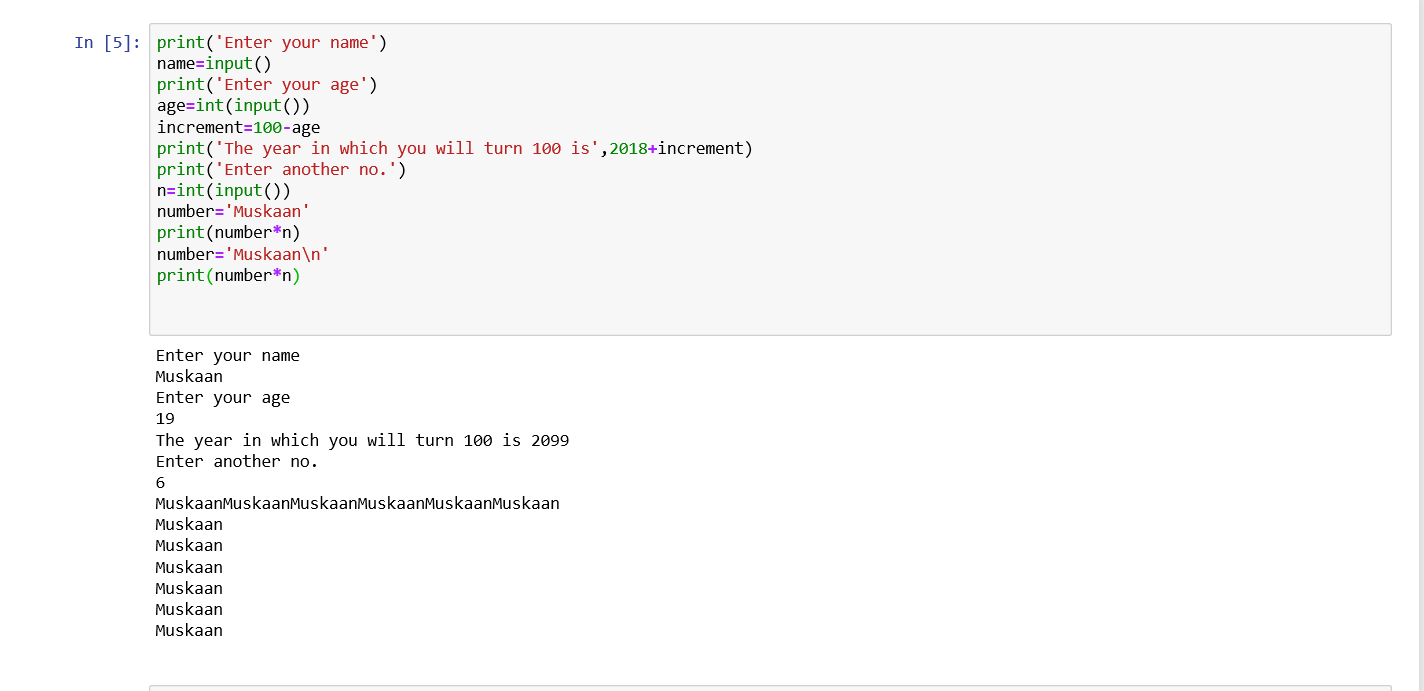 In [5]: print('Enter your name')
name=input()
print('Enter your age')
age=int(input())
increment=100-age
print('The year in which you will turn 100 is',2018+increment)
print('Enter another no.')
n=int(input())
number='Muskaan'
print(number*n)
number='Muskaan\n'
print(number*n)
Enter your name
Muskaan
Enter your age
19
The year in which you will turn 100 is 2099
Enter another no.
6
MuskaanMuskaanMuskaanMuskaanMuskaanMuskaan
Muskaan
Muskaan
Muskaan
Muskaan
Muskaan
Muskaan